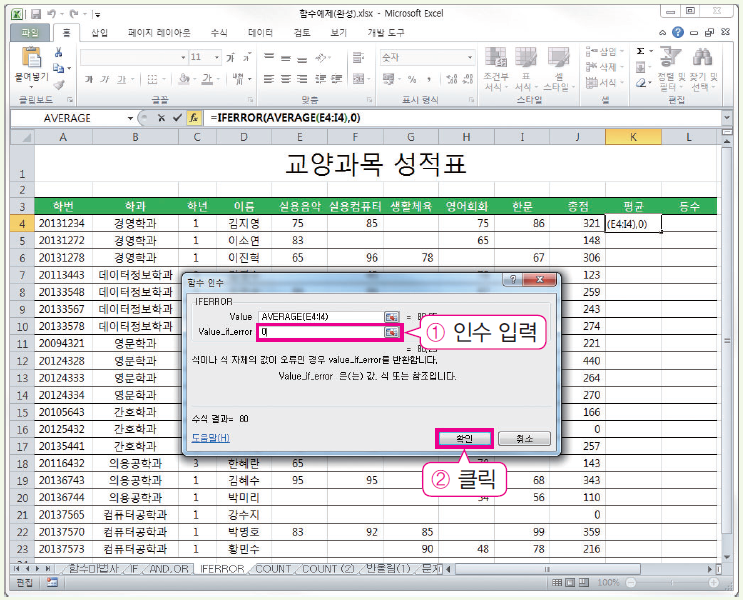 함수예제(완성).xlsx - Microsoft Excel
파일 홈 삽입 페이지 레이아웃 수식 데이터 검토 보기 개발 도구
11 숫자 삽입
붙여넣기 가 가 가 조건부 서식 표 서식 셀 스타일 삭제 서식 정렬 및 필터 찾기 및 선택
클립보드 글꼴 맞춤 표시 형식 스타일 셀 편집
AVERAGE =IFERROR(AVERAGE(E4:I4),0)
A B C D E F G H I J K L
1 교양과목 성적표
2
3 학번 학과 학년 이름 실용음악 실용컴퓨터 생활체육 영어회화 한문 총점 평균 등수
4 20131234 경영학과 1 김지영 75 85 75 86 321 (E4:I4),0)
5 20131272 경영학과 1 이소연 83 65 148
6 20131278 경영학과 1 이진혁 65 96 78 67 306
7 20113443 데이터정보학과 123
8 20133548 데이터정보학과 259
9 20133567 데이터정보학과 243
10 20133578 데이터정보학과 274
11 20094321 영문학과 221
12 20124328 영문학과 440
13 20124333 영문학과 264
14 20124334 영문학과 270
15 20105643 간호학과 166
16 20125432 간호학과 0
17 20135441 간호학과 257
18 20116432 의용공학과 3 한혜란 65 143
19 20136743 의용공학과 1 김혜수 95 95 68 343
20 20136744 의용공학과 1 박미리 56 110
21 20137565 컴퓨터공학과 1 강수지 0
22 20137570 컴퓨터공학과 1 박명호 83 92 85 99 359
23 20137573 컴퓨터공학과 1 황민수 90 48 78 216
함수 인수
IFERROR
Value AVERAGE(E4:I4)
Value_if_error 0
① 인수 입력
식이나 식 자체의 값이 오류인 경우 value_if_error를 반환합니다.
Value_if_error 은(는) 값, 식 또는 참조입니다.
수식 결과= 80
도움말(H)
확인 취소
② 클릭
함수마법사 IF AND,OR IFERROR COUNT COUNT (2) 반올림(1) 문자
편집 100%